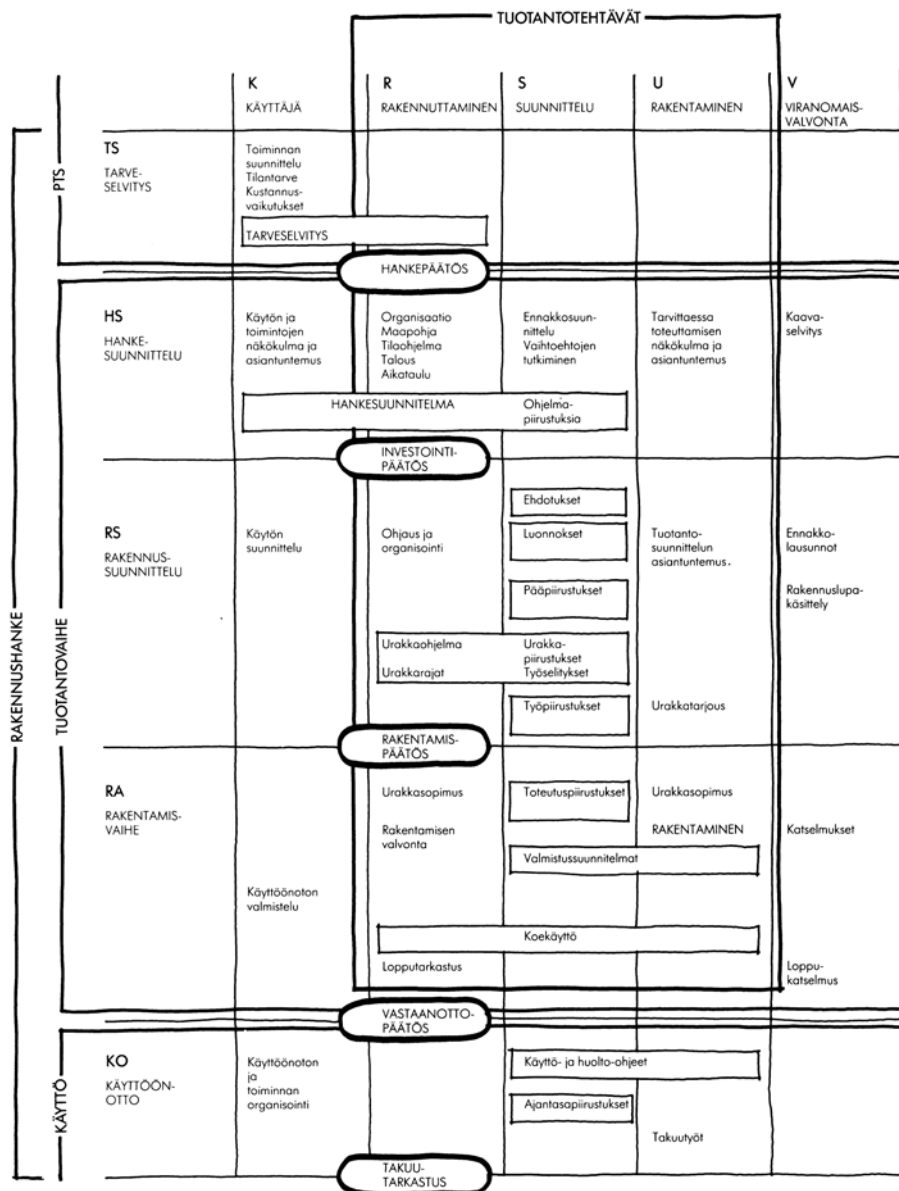 TUOTANTOTEHTÄVÄT
K
KÄYTTÄJÄ
R
RAKENNUTTAMINEN
S
SUUNNITTELU
U
RAKENTAMINEN
V
VIRANOMAIS-
VALVONTA
RAKENNUSHANKE
PTS
TS
TARVE-
SELVITYS
Toiminnan
suunnittelu
Tilantarve
Kustannus-
vaikutukset
TARVESELVITYS
HANKEPÄÄTÖS
TUOTANTOVAIHE
HS
HANKE-
SUUNNITTELU
Käytön ja
toimintojen
näkökulma ja
asiantuntemus
Organisaatio
Maapohja
Tilaohjelma
Talous
Aikataulu
Ennakkosuun-
nittelu
Vaihtoehtojen
tutkiminen
Tarvittaessa
toteuttamisen
näkökulma ja
asiantuntemus
Kaava-
selvitys
HANKESUUNNITELMA
Ohjelma-
piirustuksia
INVESTOINTI-
PÄÄTÖS
RS
RAKENNUS-
SUUNNITTELU
Käytön
suunnittelu
Ohjaus ja
organisointi
Ehdotukset
Luonnokset
Pääpiirustukset
Tuotanto-
suunnittelun
asiantuntemus.
Ennakko-
lausunnot
Rakennuslupa-
käsittely
Urakkaohjelma
Urakkarajat
Urakka-
piirustukset
Työselitykset
Työpiirustukset
Urakkatarjous
RAKENTAMIS-
PÄÄTÖS
RA
RAKENTAMIS-
VAIHE
Urakkasopimus
Toteutuspiirustukset
Urakkasopimus
Rakentamisen
valvonta
RAKENTAMINEN
Katselmukset
Valmistussuunnitelmat
Käyttöönoton
valmistelu
Koekäyttö
Lopputarkastus
Loppu-
katselmus
VASTAANOTTO-
PÄÄTÖS
KÄYTTÖ
KO
KÄYTTÖÖN-
OTTO
Käyttöönoton
ja
toiminnan
organisointi
Käyttö- ja huolto-ohjeet
Ajantasapiirustukset
Takuutyöt
TAKUU-
TARKASTUS